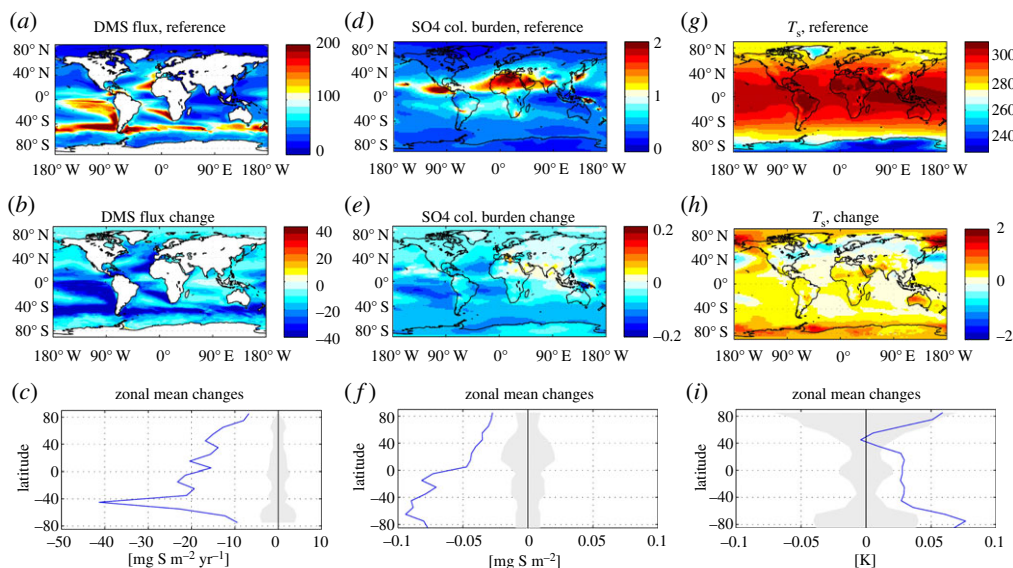 (a) DMS flux, reference
80° N
40° N
0°
40° S
80° S
180° W 90° W 0° 90° E 180° W
200
100
0
(d) SO4 col. burden, reference
80° N
40° N
0°
40° S
80° S
180° W 90° W 0° 90° E 180° W
2
1
0
(g) Ts, reference
80° N
40° N
0°
40° S
80° S
180° W 90° W 0° 90° E 180° W
300
280
260
240
230
(b) DMS flux change
80° N
40° N
0°
40° S
80° S
180° W 90° W 0° 90° E 180° W
40
20
0
−20
−40
(e) SO4 col. burden change
80° N
40° N
0°
40° S
80° S
180° W 90° W 0° 90° E 180° W
0.2
0
−0.2
(h) Ts, change
80° N
40° N
0°
40° S
80° S
180° W 90° W 0° 90° E 180° W
2
0
−2
(c) zonal mean changes
latitude
80
40
0
−40
−80
−50 −40 −30 −20 −10 0 10
[mg S m−2 yr−1]
(f) zonal mean changes
latitude
80
40
0
−40
−80
−0.1 −0.05 0 0.05 0.1
[mg S m−2]
(i) zonal mean changes
latitude
80
40
0
−40
−80
−0.1 −0.05 0 0.05 0.1
[K]